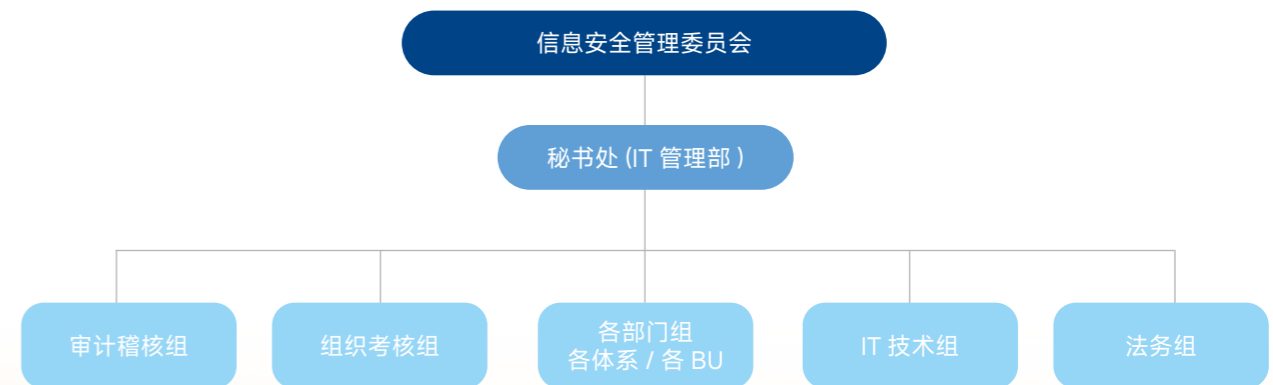 信息安全管理委员会
秘书处 (IT 管理部 )
审计稽核组
组织考核组
各部门组
各体系 / 各 BU
IT 技术组
法务组